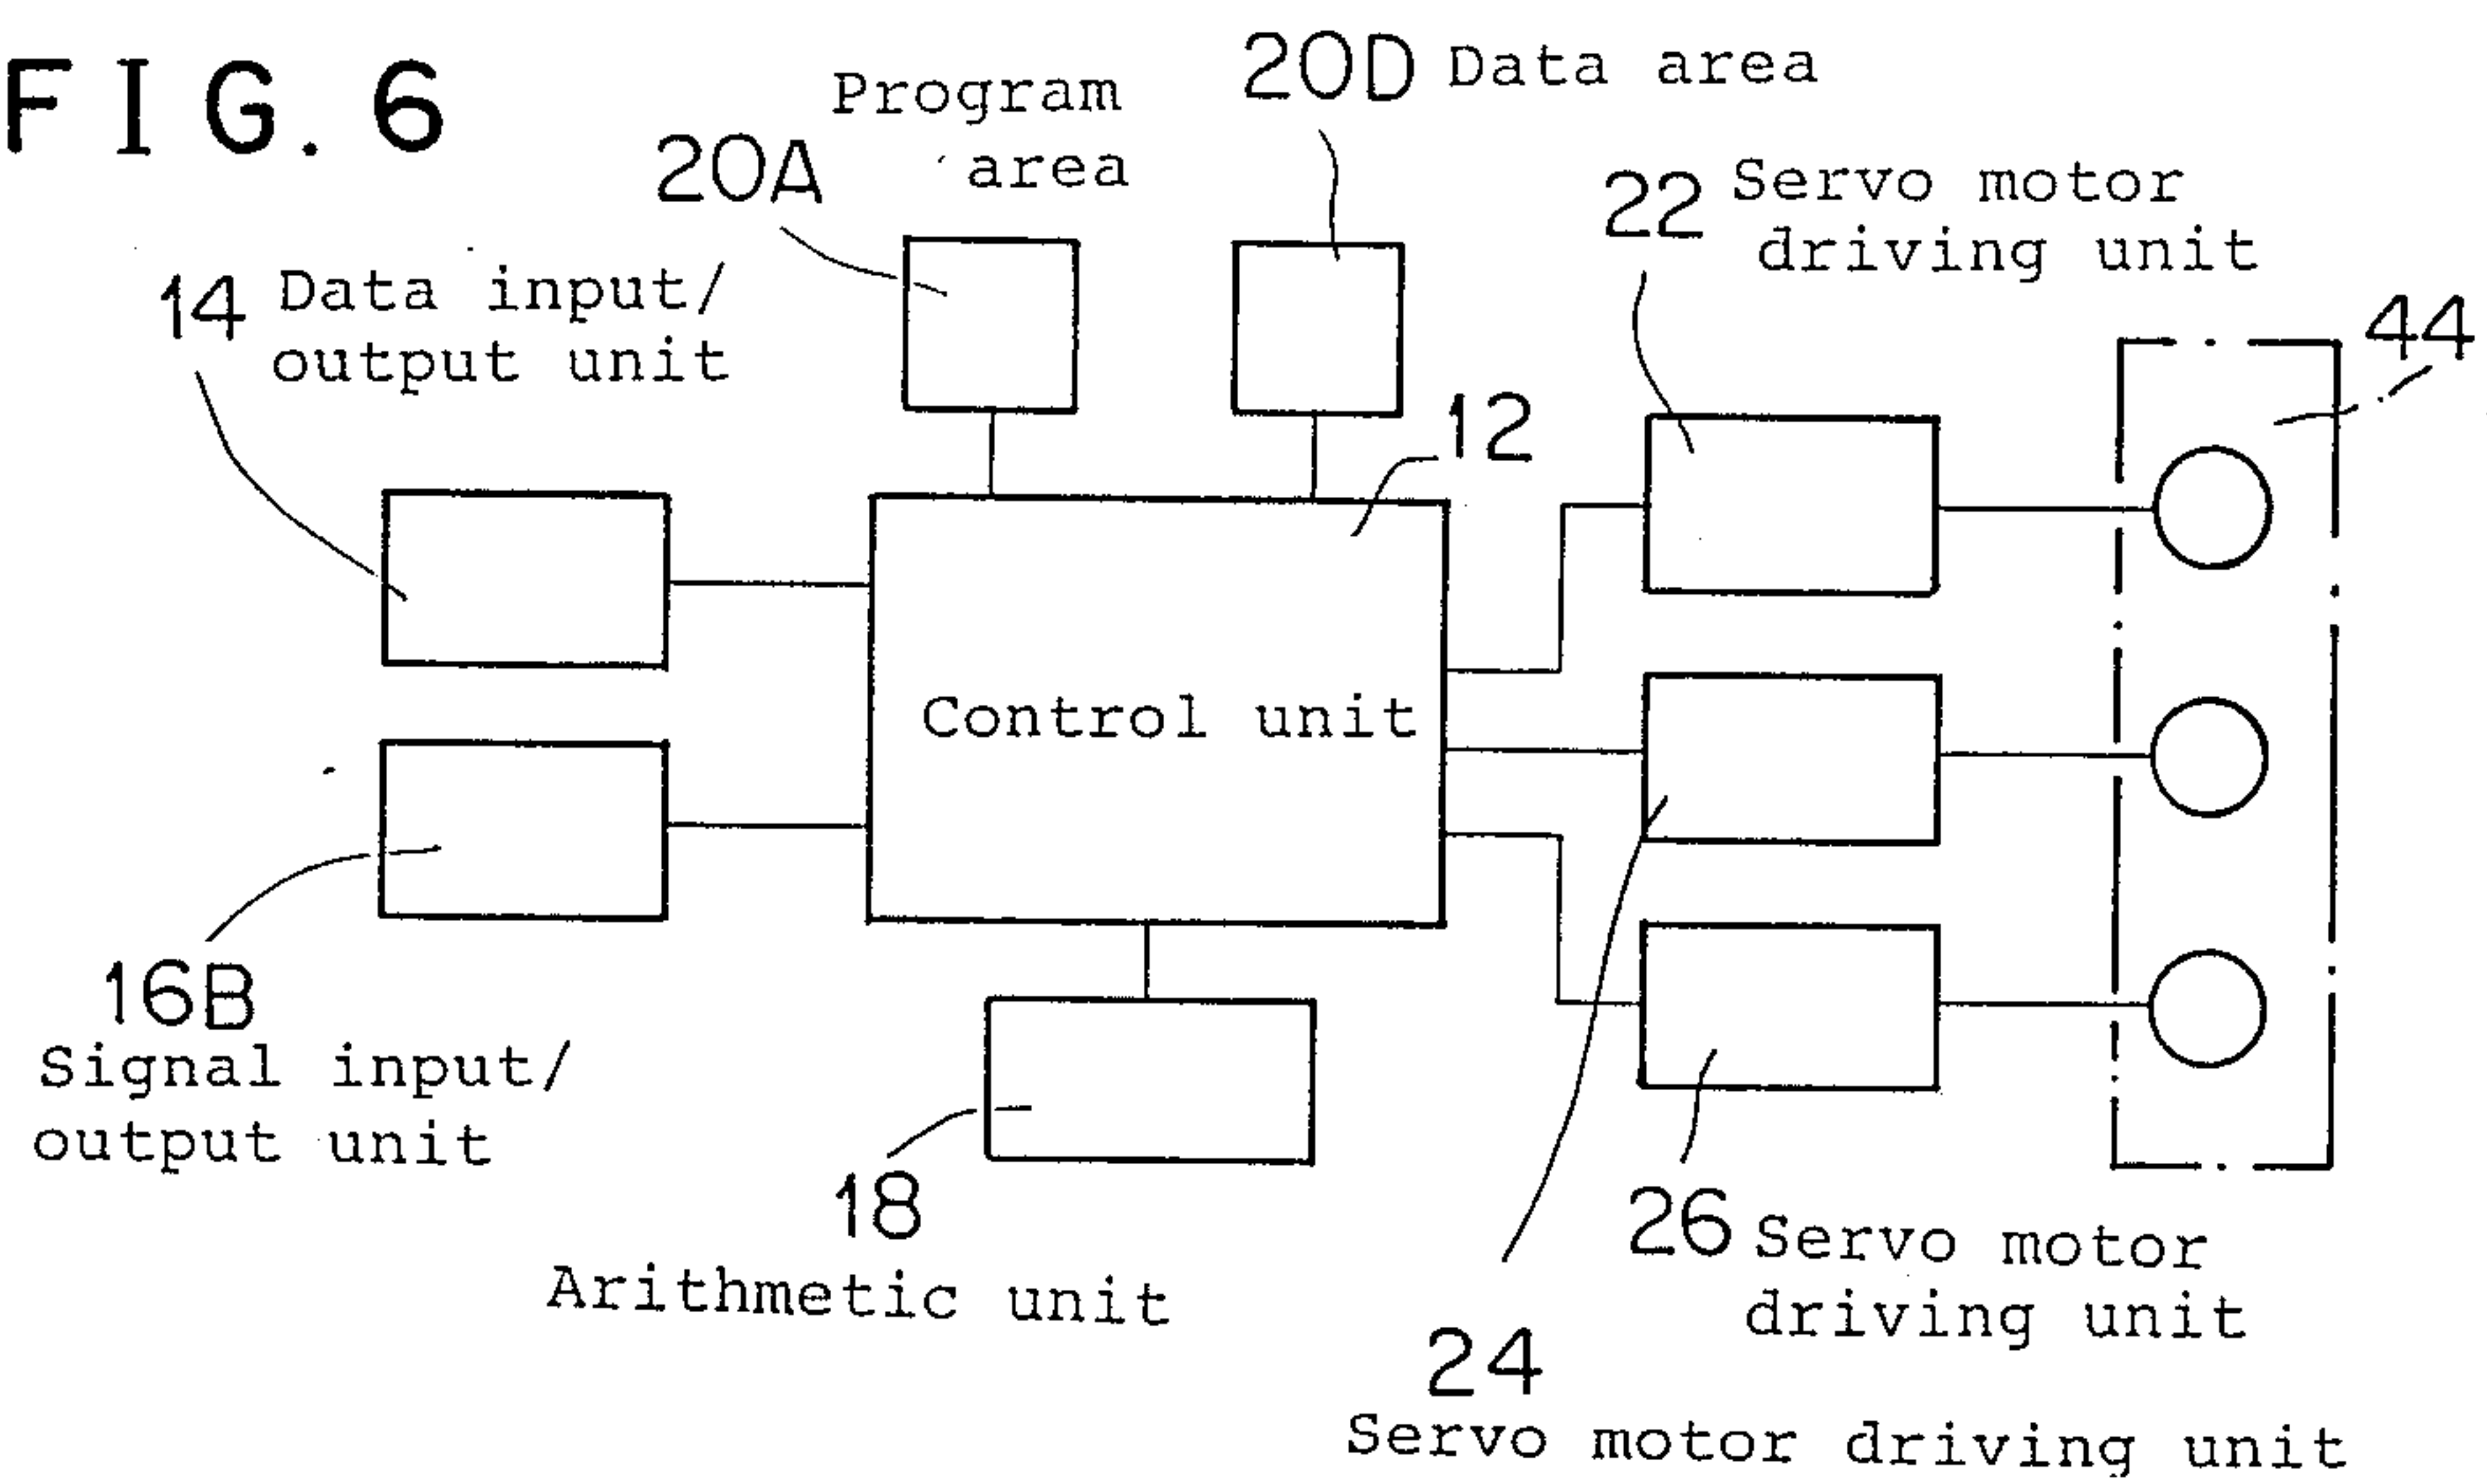 FIG. 6
20A Program
area
20D Data area
14 Data input/
output unit
22 Servo motor
driving unit
44
12
Control unit
16B
Signal input/
output unit
18
Arithmetic unit
26 Servo motor
driving unit
24
Servo motor driving unit